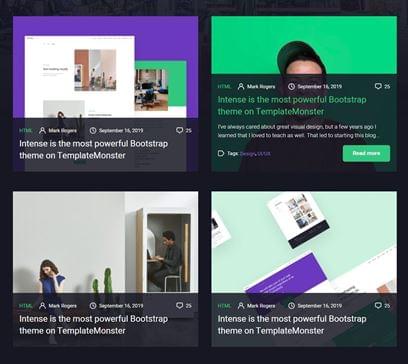 HTML Mark Rogers September 16, 2019 25
Intense is the most powerful Bootstrap
theme on TemplateMonster
HTML Mark Rogers September 16, 2019 25
Intense is the most powerful Bootstrap
theme on TemplateMonster
I've always cared about great visual design, but a few years ago I
learned that I loved to teach as well. That led to starting this blog...
Tags: Design, UI/UX Read more
HTML Mark Rogers September 16, 2019 25
Intense is the most powerful Bootstrap
theme on TemplateMonster
HTML Mark Rogers September 16, 2019 25
Intense is the most powerful Bootstrap
theme on TemplateMonster